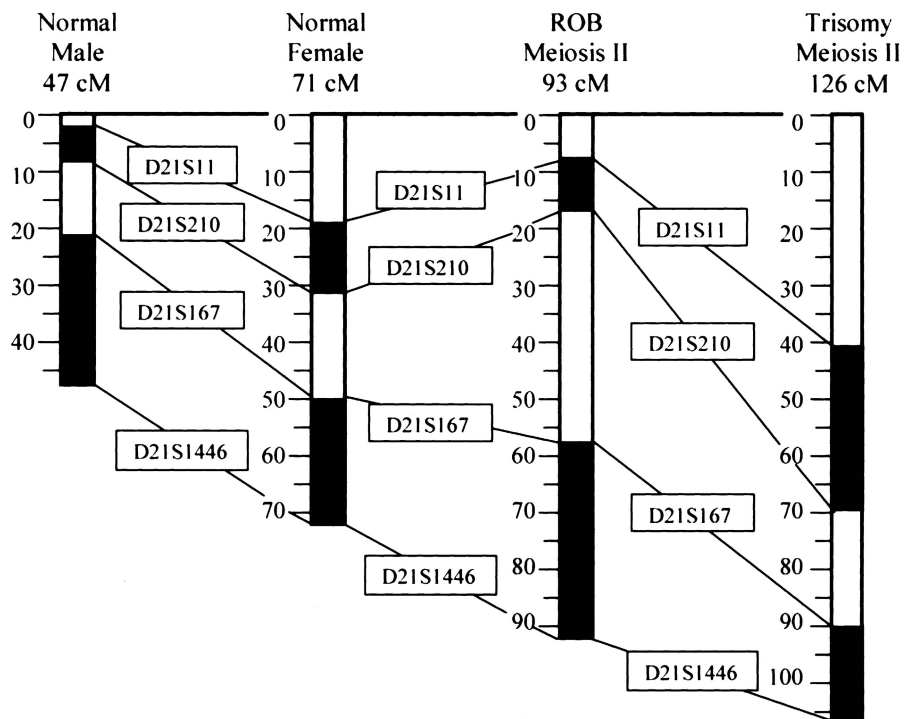 Normal
Male
47 cM
Normal
Female
71 cM
ROB
Meiosis II
93 cM
Trisomy
Meiosis II
126 cM
0
10
20
30
40
D21S11
D21S210
D21S167
D21S1446
0
10
20
30
40
50
60
70
D21S11
D21S210
D21S167
D21S1446
0
10
20
30
40
50
60
70
80
90
D21S11
D21S210
D21S167
D21S1446
0
10
20
30
40
50
60
70
80
90
100